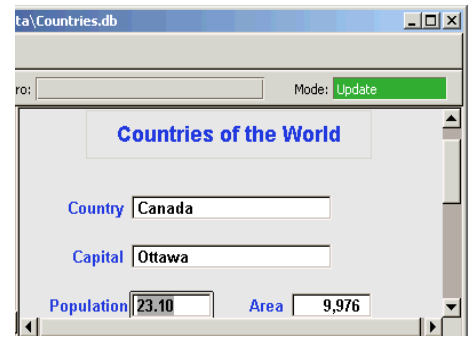 ta\Countries.db
ro: Mode: Update
Countries of the World
Country Canada
Capital Ottawa
Population 23.10 Area 9,976